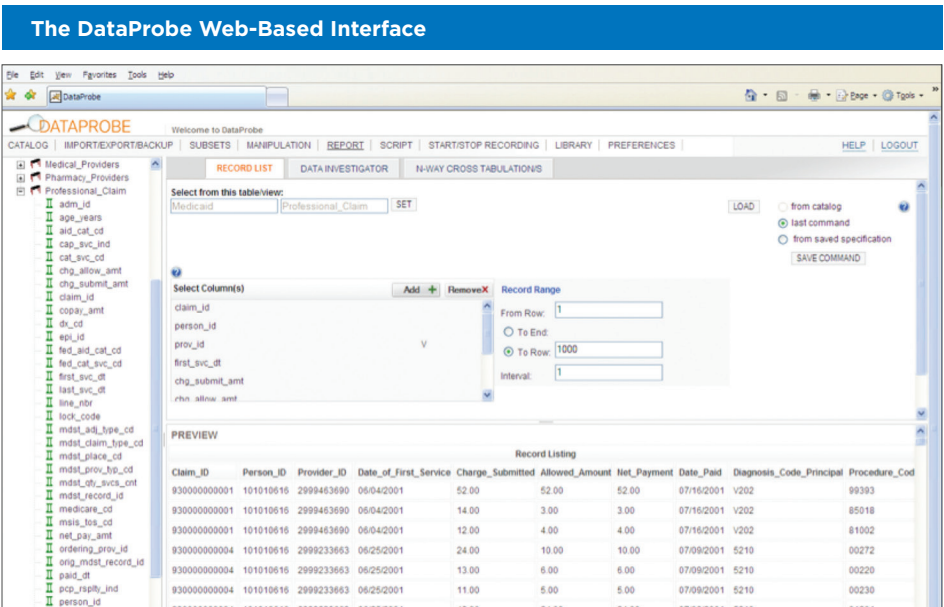 The DataProbe Web-Based Interface
File Edit View Favorites Tools Help
DataProbe
Page Tools
DATAPROBE Welcome to DataProbe
CATALOG IMPORT/EXPORT/BACKUP SUBSETS MANIPULATION REPORT SCRIPT START/STOP RECORDING LIBRARY PREFERENCES HELP LOGOUT
Medical_Providers
Pharmacy_Providers
Professional_Claim
adm_id
age_years
aid_cat_cd
cap_svc_ind
cat_svc_cd
chg_allow_amt
chg_submit_amt
claim_id
copay_amt
dx_cd
epi_id
fed_aid_cat_cd
fed_cat_svc_cd
first_svc_dt
last_svc_dt
line_nbr
lock_code
mdst_adj_type_cd
mdst_claim_type_cd
mdst_place_cd
mdst_prov_typ_cd
mdst_qty_svcs_cnt
mdst_record_id
medicare_cd
msis_tos_cd
net_pay_amt
ordering_prov_id
orig_mdst_record_id
paid_dt
pcp_rsplty_ind
person_id
RECORD LIST DATA INVESTIGATOR N-WAY CROSS TABULATION/S
Select from this table/view:
Medicaid Professional_Claim SET
LOAD from catalog
last command
from saved specification
SAVE COMMAND
Select Column(s) Add + Remove X
claim_id
person_id
prov_id V
first_svc_dt
chg_submit_amt
chg_allow_amt
Record Range
From Row: 1
To End:
To Row: 1000
Interval: 1
PREVIEW
Record Listing
Claim_ID Person_ID Provider_ID Date_of_First_Service Charge_Submitted Allowed_Amount Net_Payment Date_Paid Diagnosis_Code_Principal Procedure_Cod
930000000001 101010616 2999463690 06/04/2001 52.00 52.00 52.00 07/16/2001 V202 99393
930000000001 101010616 2999463690 06/04/2001 14.00 3.00 3.00 07/16/2001 V202 85018
930000000001 101010616 2999463690 06/04/2001 12.00 4.00 4.00 07/16/2001 V202 81002
930000000004 101010616 2999233663 06/25/2001 24.00 10.00 10.00 07/09/2001 5210 00272
930000000004 101010616 2999233663 06/25/2001 13.00 6.00 6.00 07/09/2001 5210 00220
930000000004 101010616 2999233663 06/25/2001 11.00 5.00 5.00 07/09/2001 5210 00230